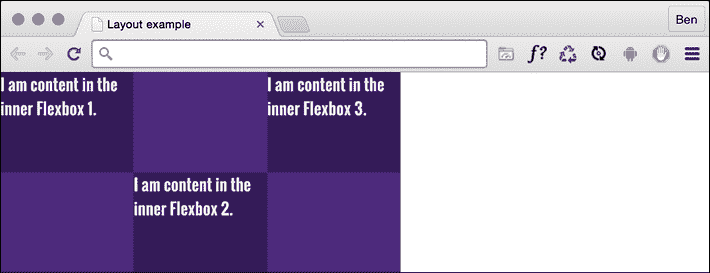 Layout example
Ben
f?
I am content in the
inner Flexbox 1.
I am content in the
inner Flexbox 3.
I am content in the
inner Flexbox 2.